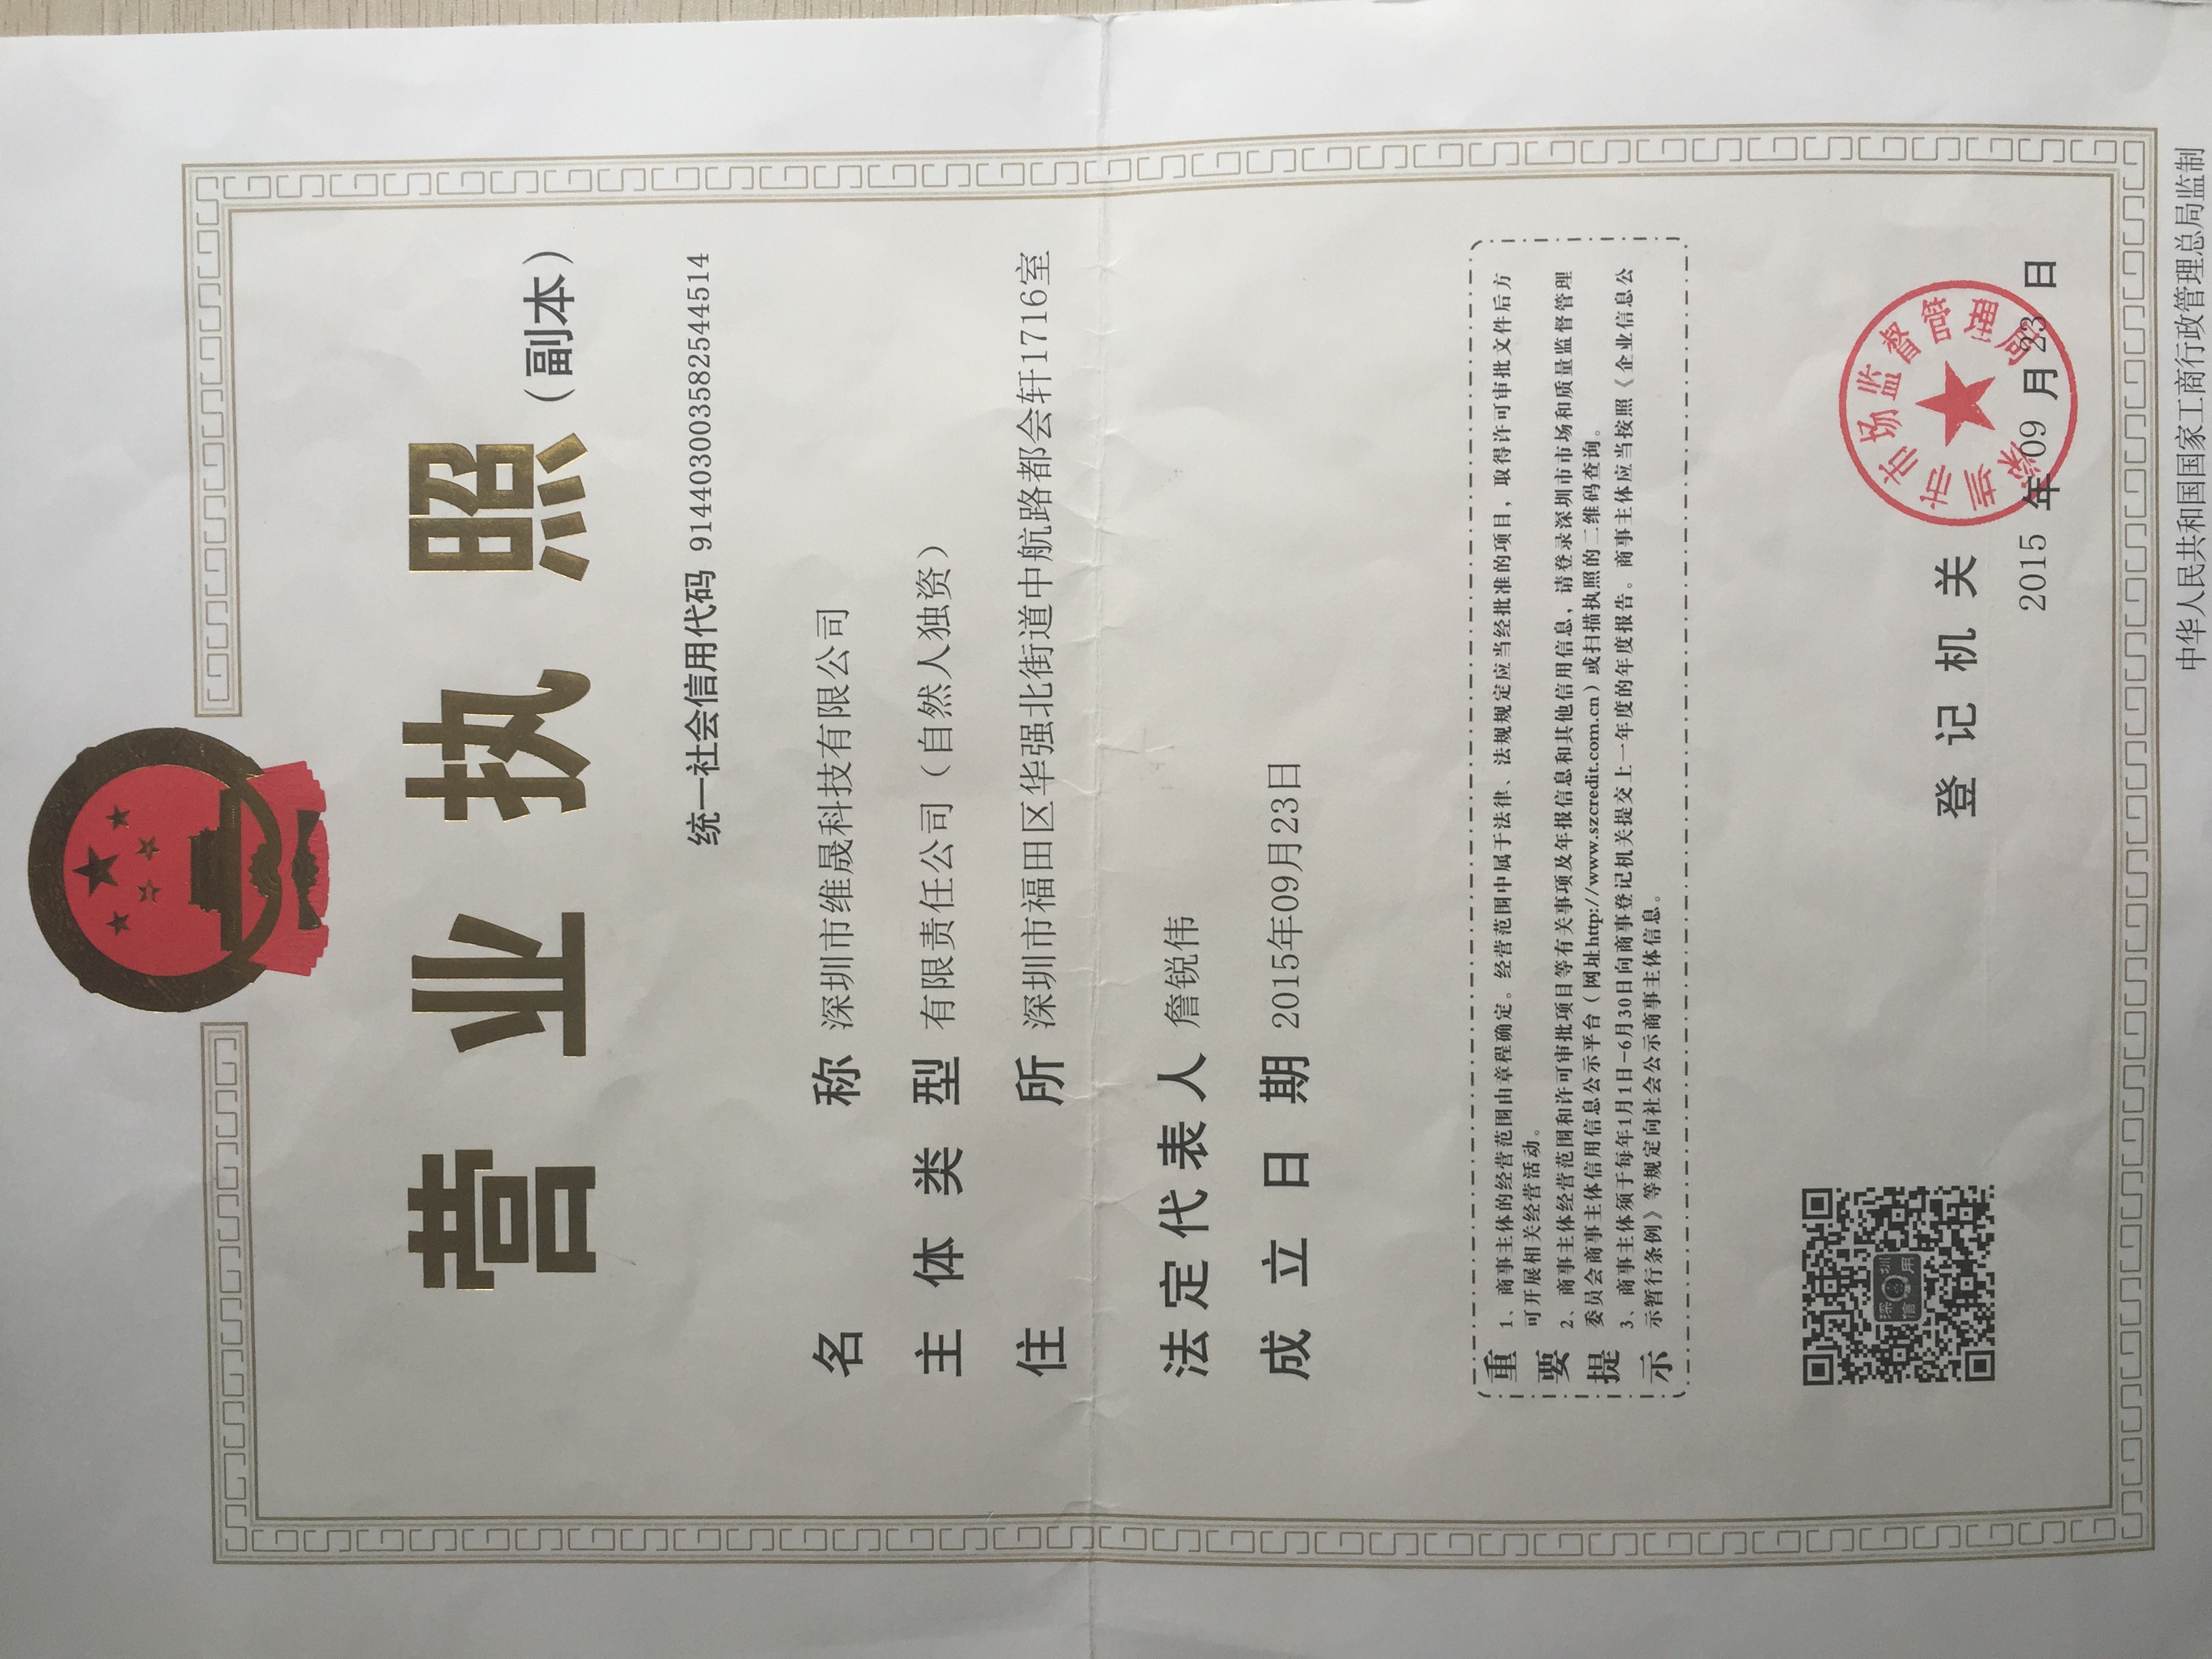 营业执照
（副本）
统一社会信用代码 914403003582544514
名称 深圳市维晟科技有限公司
主体类型 有限责任公司（自然人独资）
住所 深圳市福田区华强北街道中航路都会轩1716室
法定代表人 詹锐伟
成立日期 2015年09月23日
重要提示
1、商事主体的经营范围由章程确定。经营范围中属于法律、法规规定应当经批准的项目，取得许可审批文件后方
可开展相关经营活动。
2、商事主体经营范围和许可审批项目等有关事项及年报信息和其他信用信息，请登录深圳市市场和质量监督管理
委员会商事主体信用信息公示平台（网址http://www.szcredit.com.cn）或扫描执照的二维码查询。
3、商事主体须于每年1月1日-6月30日向商事登记机关提交上一年度的年度报告。商事主体应当按照《企业信息公
示暂行条例》等规定向社会公示商事主体信息。
深圳
信用
登记机关
深圳市市场监督管理局
2015 年 09 月 23 日
中华人民共和国国家工商行政管理总局监制